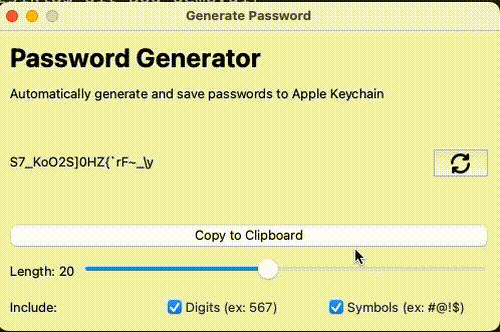 Generate Password
Password Generator
Automatically generate and save passwords to Apple Keychain
S7_KoO2S]0HZ{`rF~_\y
Copy to Clipboard
Length: 20
Include:
Digits (ex: 567)
Symbols (ex: #@!$)